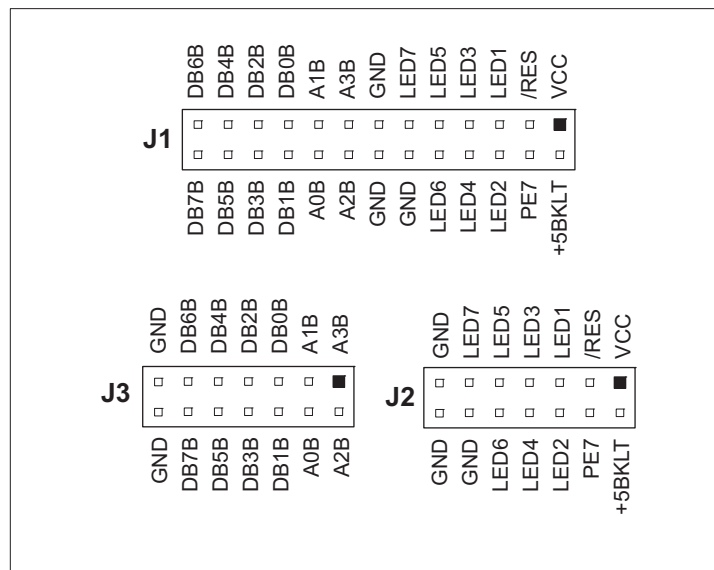 DB6B DB4B DB2B DB0B A1B A3B GND LED7 LED5 LED3 LED1 /RES VCC
J1
DB7B DB5B DB3B DB1B A0B A2B GND GND LED6 LED4 LED2 PE7 +5BKLT
GND DB6B DB4B DB2B DB0B A1B A3B
J3
GND DB7B DB5B DB3B DB1B A0B A2B
GND LED7 LED5 LED3 LED1 /RES VCC
J2
GND GND LED6 LED4 LED2 PE7 +5BKLT